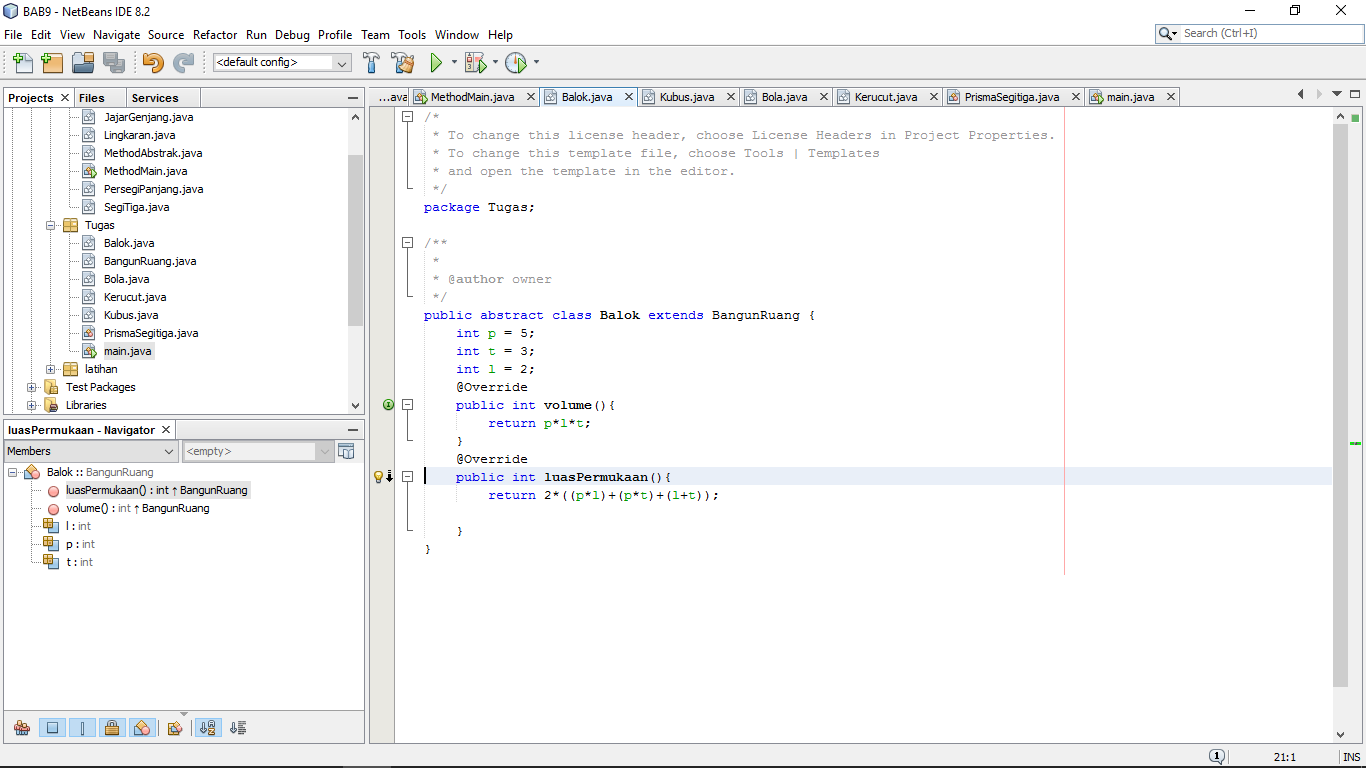 BAB9 - NetBeans IDE 8.2
File Edit View Navigate Source Refactor Run Debug Profile Team Tools Window Help
Search (Ctrl+I)
<default config>
Projects Files Services
JajarGenjang.java
Lingkaran.java
MethodAbstrak.java
MethodMain.java
PersegiPanjang.java
SegiTiga.java
Tugas
Balok.java
BangunRuang.java
Bola.java
Kerucut.java
Kubus.java
PrismaSegitiga.java
main.java
latihan
Test Packages
Libraries
luasPermukaan - Navigator
Members <empty>
Balok :: BangunRuang
luasPermukaan() : int ↑ BangunRuang
volume() : int ↑ BangunRuang
l : int
p : int
t : int
...ava MethodMain.java Balok.java Kubus.java Bola.java Kerucut.java PrismaSegitiga.java main.java
/*
* To change this license header, choose License Headers in Project Properties.
* To change this template file, choose Tools | Templates
* and open the template in the editor.
*/
package Tugas;
/**
*
* @author owner
*/
public abstract class Balok extends BangunRuang {
int p = 5;
int t = 3;
int l = 2;
@Override
public int volume(){
return p*l*t;
}
@Override
public int luasPermukaan(){
return 2*((p*l)+(p*t)+(l+t));
}
}
1
21:1 INS